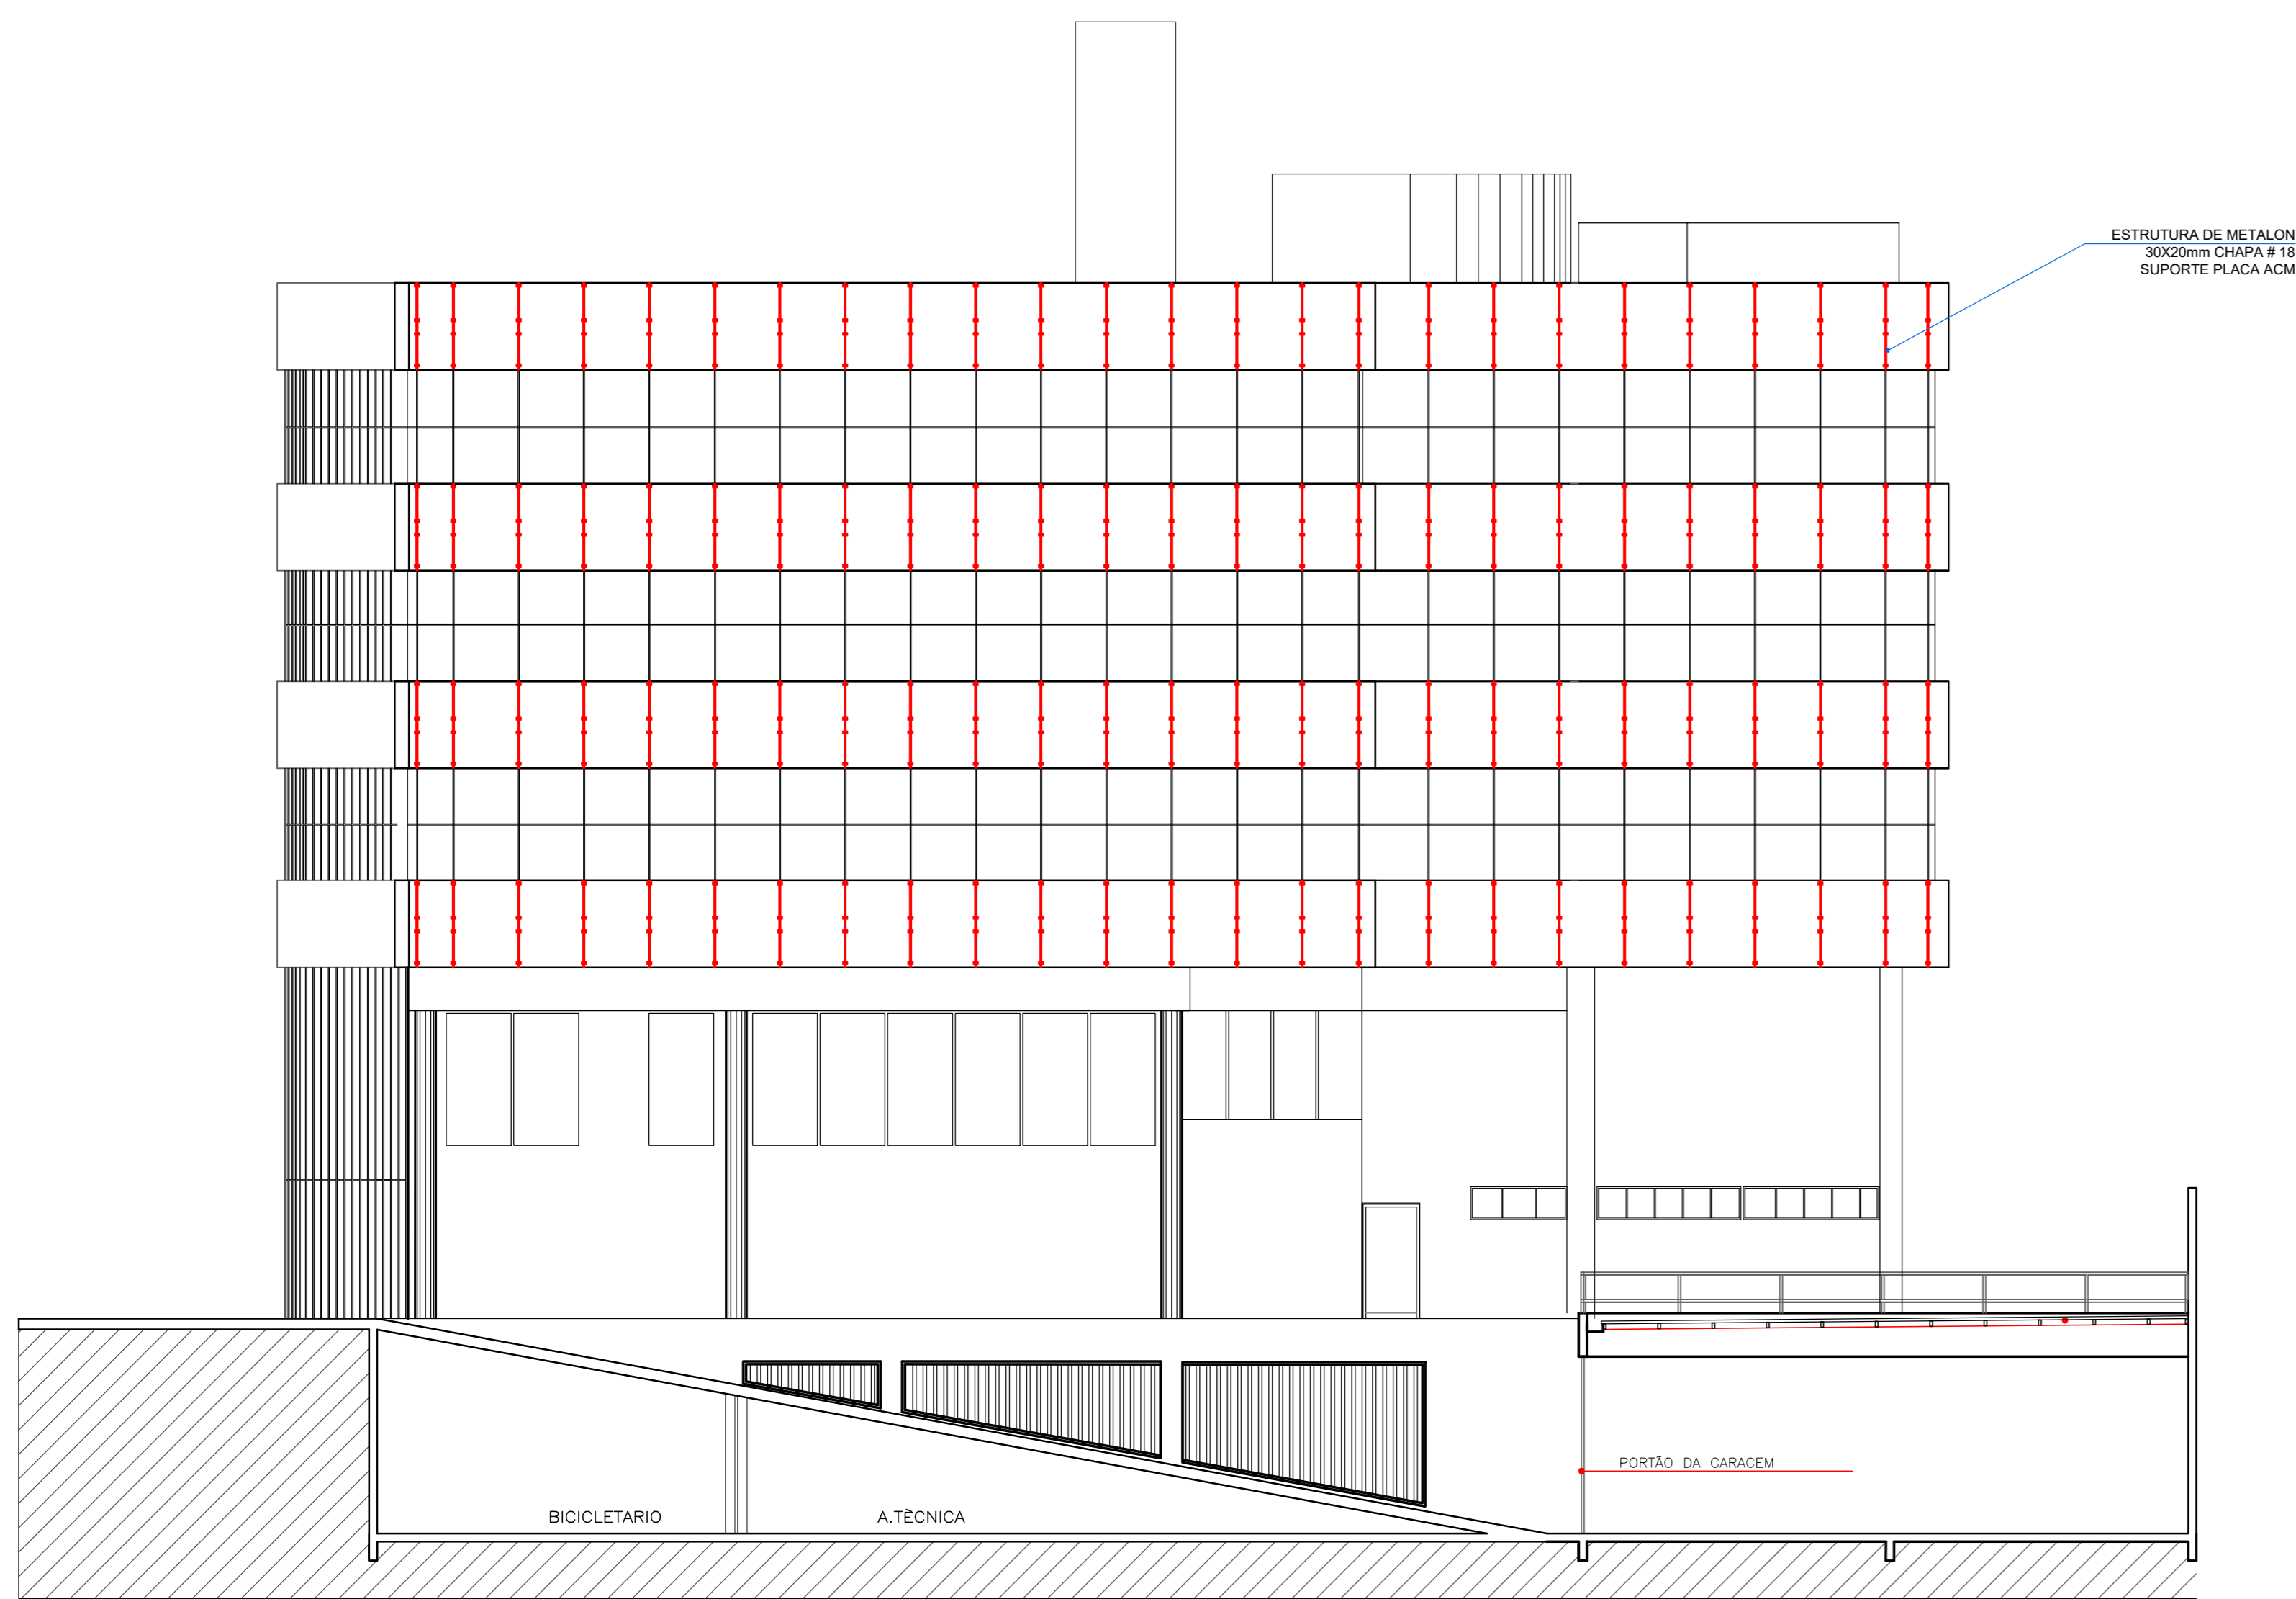 ESTRUTURA DE METALON
30X20mm CHAPA # 18
SUPORTE PLACA ACM
PORTÃO DA GARAGEM
BICICLETARIO
A.TÈCNICA